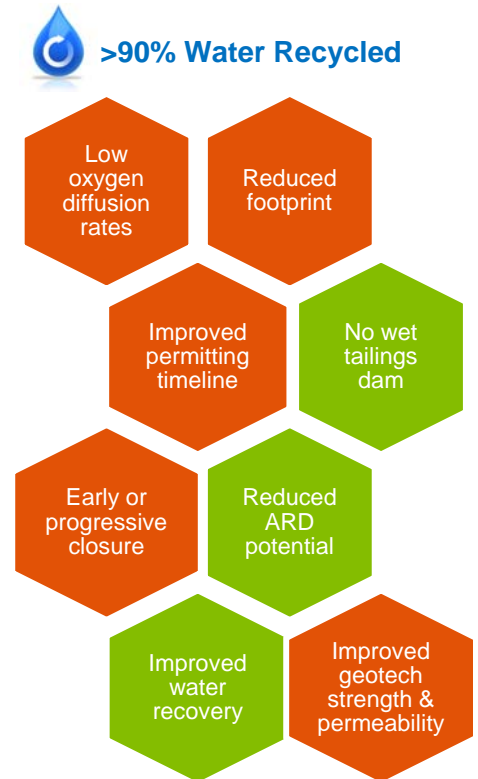 >90% Water Recycled
Low
oxygen
diffusion
rates
Reduced
footprint
Improved
permitting
timeline
No wet
tailings
dam
Early or
progressive
closure
Reduced
ARD
potential
Improved
water
recovery
Improved
geotech
strength &
permeability